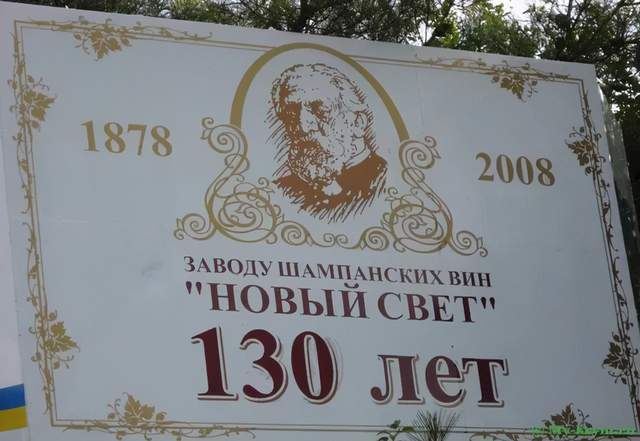 1878
2008
ЗАВОДУ ШАМПАНСКИХ ВИН
"НОВЫЙ СВЕТ"
130 лет